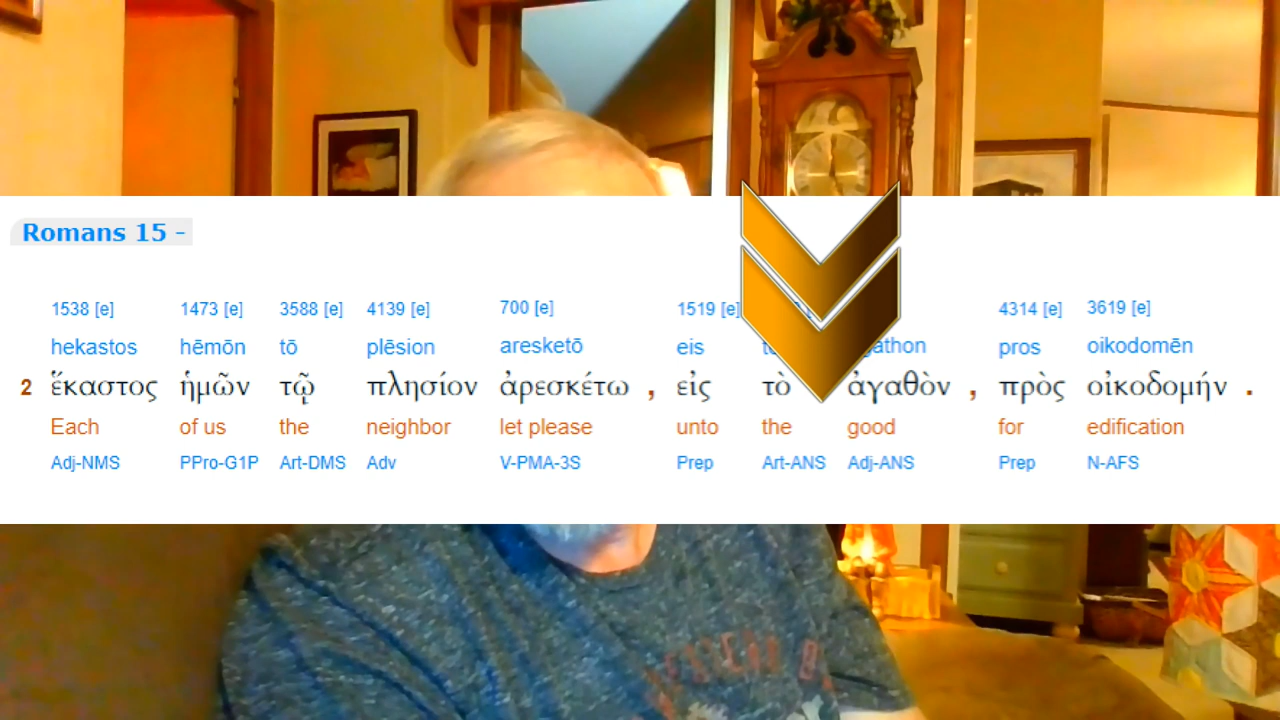 Romans 15 -
1538 [e] 1473 [e] 3588 [e] 4139 [e] 700 [e] 1519 [e] 4314 [e] 3619 [e]
hekastos hēmōn tō plēsion aresketō eis pros oikodomēn
2 ἕκαστος ἡμῶν τῷ πλησίον ἀρεσκέτω , εἰς τὸ ἀγαθὸν , πρὸς οἰκοδομήν .
Each of us the neighbor let please unto the good for edification
Adj-NMS PPro-G1P Art-DMS Adv V-PMA-3S Prep Art-ANS Adj-ANS Prep N-AFS